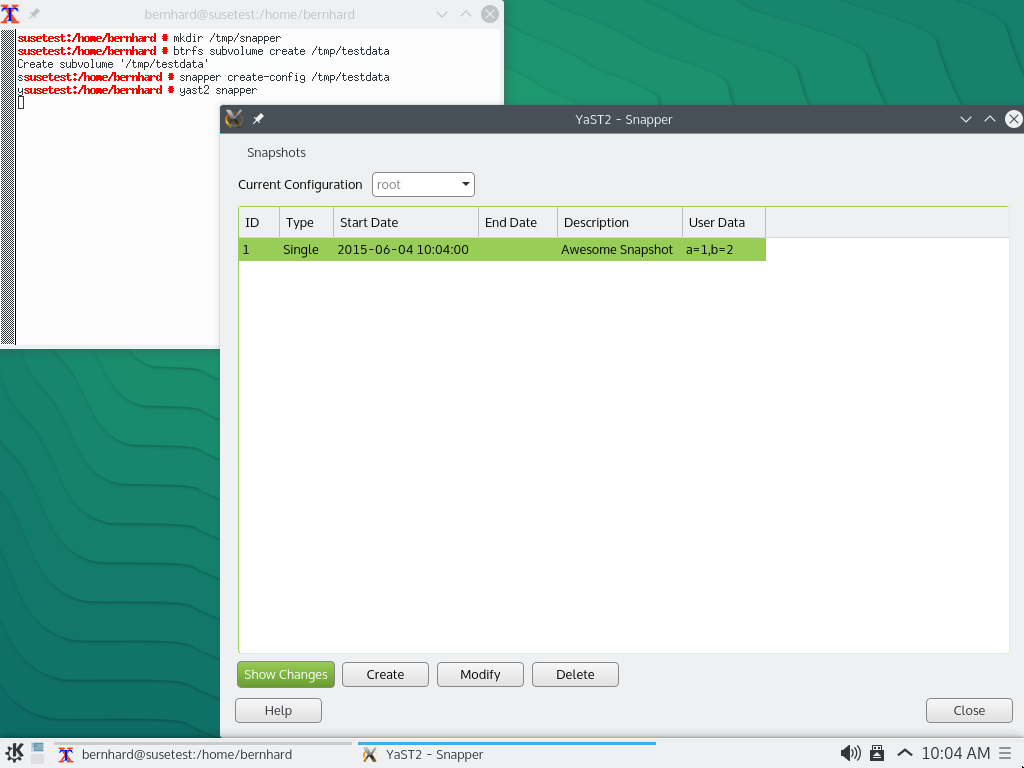 bernhard@susetest:/home/bernhard
susetest:/home/bernhard # mkdir /tmp/snapper
susetest:/home/bernhard # btrfs subvolume create /tmp/testdata
Create subvolume '/tmp/testdata'
ssusetest:/home/bernhard # snapper create-config /tmp/testdata
ysusetest:/home/bernhard # yast2 snapper
YaST2 - Snapper
Snapshots
Current Configuration root
ID Type Start Date End Date Description User Data
1 Single 2015-06-04 10:04:00 Awesome Snapshot a=1,b=2
Show Changes Create Modify Delete
Help Close
bernhard@susetest:/home/bernhard YaST2 - Snapper 10:04 AM